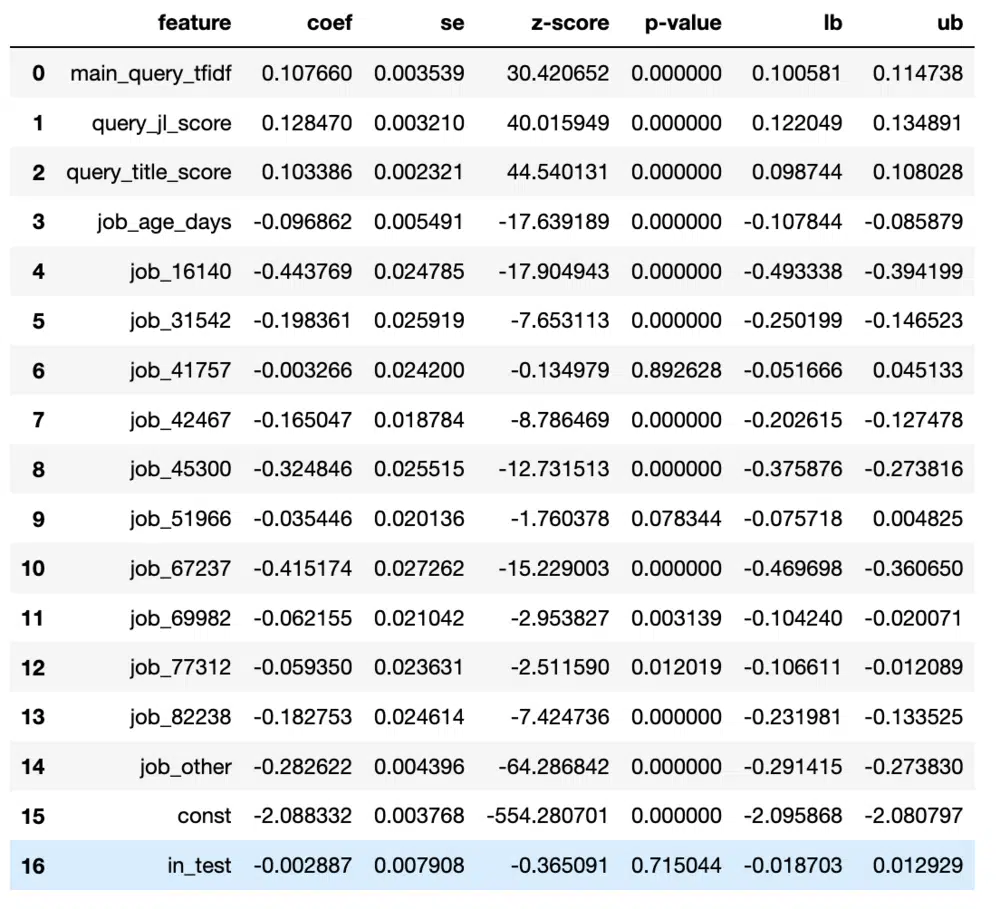 feature coef se z-score p-value lb ub
0 main_query_tfidf 0.107660 0.003539 30.420652 0.000000 0.100581 0.114738
1 query_jl_score 0.128470 0.003210 40.015949 0.000000 0.122049 0.134891
2 query_title_score 0.103386 0.002321 44.540131 0.000000 0.098744 0.108028
3 job_age_days -0.096862 0.005491 -17.639189 0.000000 -0.107844 -0.085879
4 job_16140 -0.443769 0.024785 -17.904943 0.000000 -0.493338 -0.394199
5 job_31542 -0.198361 0.025919 -7.653113 0.000000 -0.250199 -0.146523
6 job_41757 -0.003266 0.024200 -0.134979 0.892628 -0.051666 0.045133
7 job_42467 -0.165047 0.018784 -8.786469 0.000000 -0.202615 -0.127478
8 job_45300 -0.324846 0.025515 -12.731513 0.000000 -0.375876 -0.273816
9 job_51966 -0.035446 0.020136 -1.760378 0.078344 -0.075718 0.004825
10 job_67237 -0.415174 0.027262 -15.229003 0.000000 -0.469698 -0.360650
11 job_69982 -0.062155 0.021042 -2.953827 0.003139 -0.104240 -0.020071
12 job_77312 -0.059350 0.023631 -2.511590 0.012019 -0.106611 -0.012089
13 job_82238 -0.182753 0.024614 -7.424736 0.000000 -0.231981 -0.133525
14 job_other -0.282622 0.004396 -64.286842 0.000000 -0.291415 -0.273830
15 const -2.088332 0.003768 -554.280701 0.000000 -2.095868 -2.080797
16 in_test -0.002887 0.007908 -0.365091 0.715044 -0.018703 0.012929